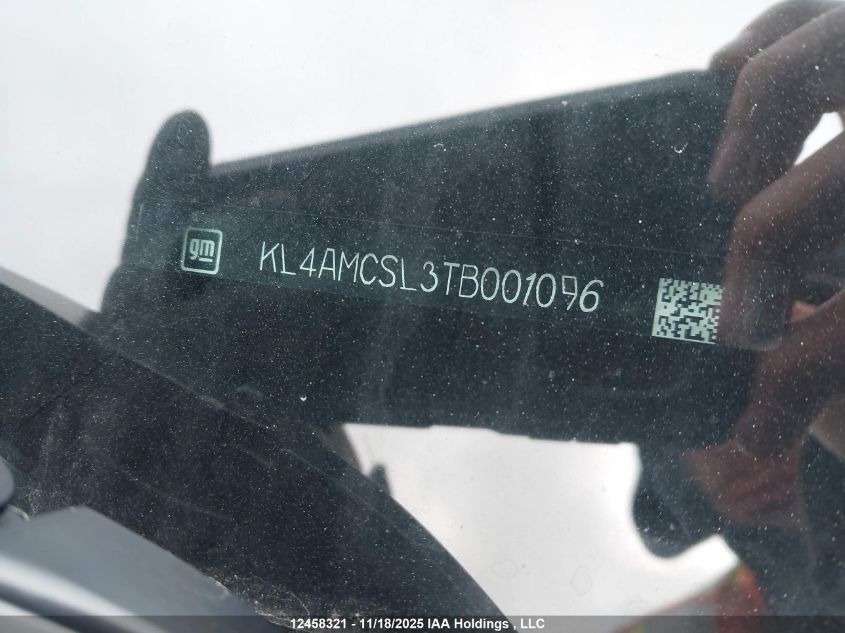 gm KL4AMCSL3TB001096
12458321 - 11/18/2025 IAA Holdings , LLC